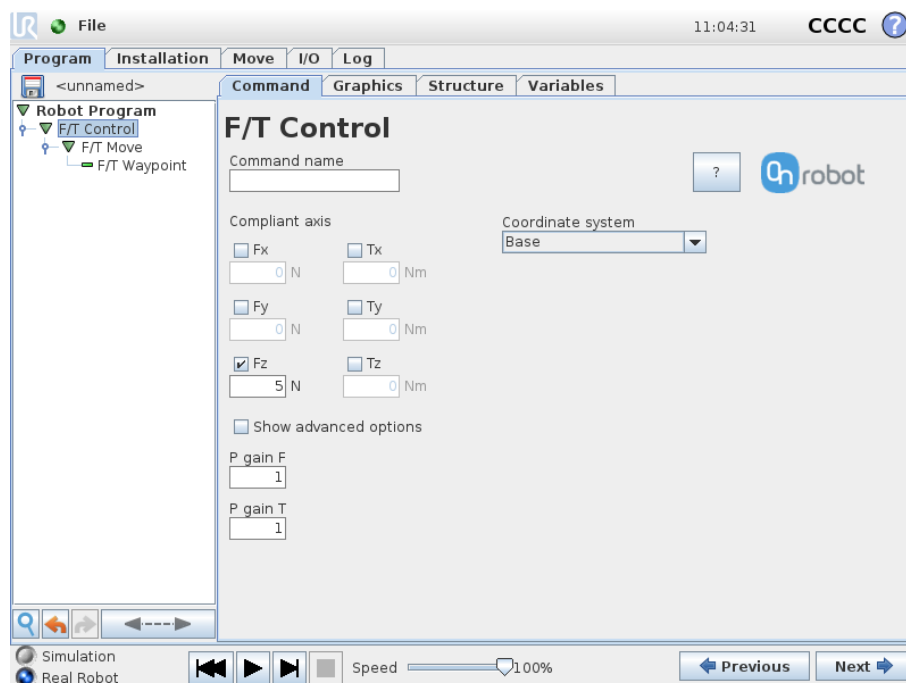 UR File 11:04:31 CCCC ?
Program Installation Move I/O Log
<unnamed> Command Graphics Structure Variables
Robot Program
F/T Control
F/T Move
F/T Waypoint
F/T Control
Command name
? On robot
Compliant axis Coordinate system
Fx Tx Base
0 N 0 Nm
Fy Ty
0 N 0 Nm
Fz Tz
5 N 0 Nm
Show advanced options
P gain F
1
P gain T
1
Simulation
Real Robot
Speed 100% Previous Next